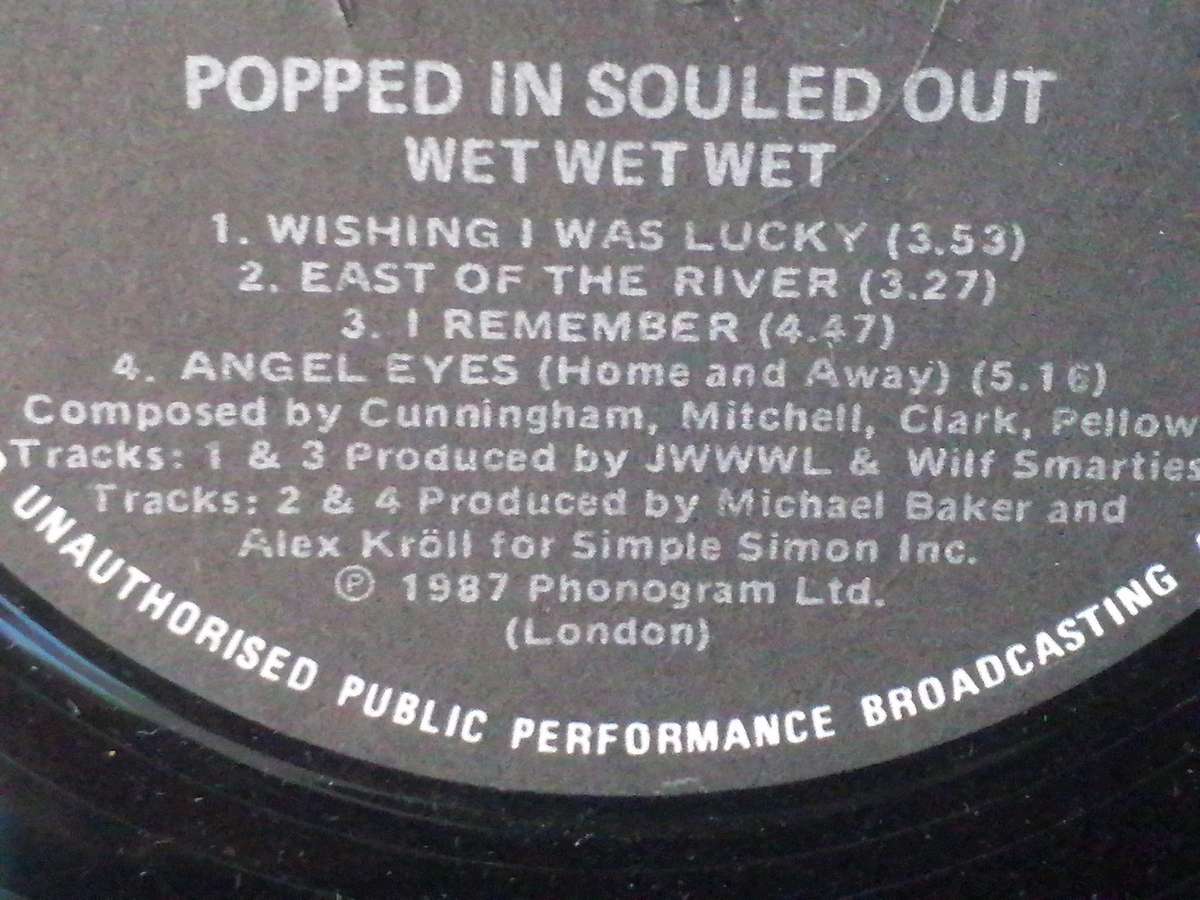 POPPED IN SOULED OUT
WET WET WET
1. WISHING I WAS LUCKY (3.53)
2. EAST OF THE RIVER (3.27)
3. I REMEMBER (4.47)
4. ANGEL EYES (Home and Away) (5.16)
Composed by Cunningham, Mitchell, Clark, Pellow
Tracks: 1 & 3 Produced by JWWWL & Wilf Smarties
Tracks: 2 & 4 Produced by Michael Baker and
Alex Kröll for Simple Simon Inc.
℗ 1987 Phonogram Ltd.
(London)
UNAUTHORISED PUBLIC PERFORMANCE BROADCASTING